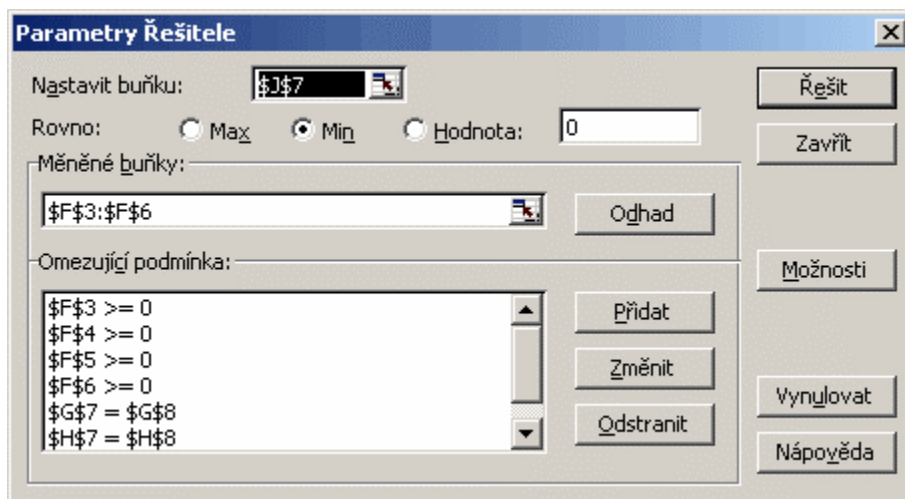 Parametry Řešitele
Nastavit buňku: $J$7 Řešit
Rovno: Max Min Hodnota: 0 Zavřít
Měněné buňky:
$F$3:$F$6 Odhad
Omezující podmínka: Možnosti
$F$3 >= 0 Přidat
$F$4 >= 0
$F$5 >= 0 Změnit
$F$6 >= 0 Vynulovat
$G$7 = $G$8 Odstranit
$H$7 = $H$8 Nápověda